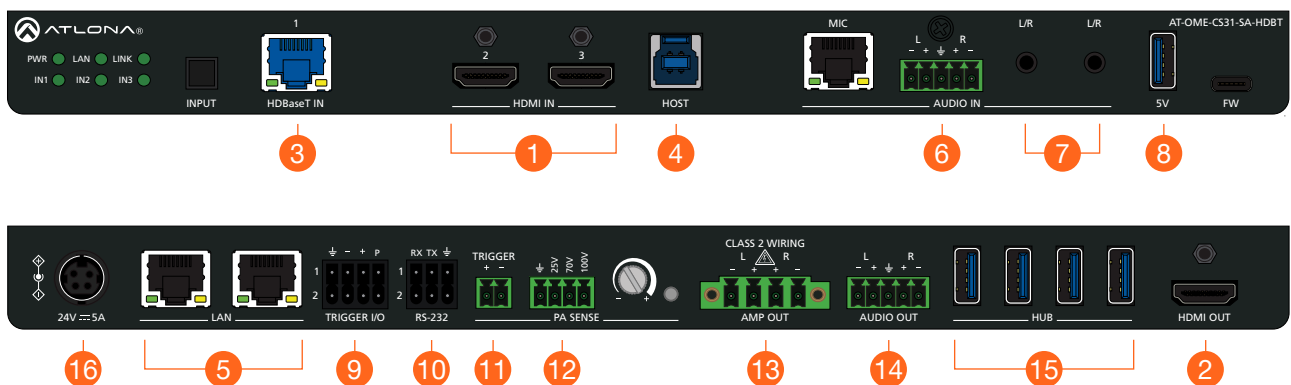 ATLONA®
1
MIC
L/R
L/R
AT-OME-CS31-SA-HDBT
L
R
PWR
LAN
LINK
2
3
- + + -
IN1
IN2
IN3
INPUT
HDBaseT IN
HDMI IN
HOST
AUDIO IN
5V
FW
3
1
4
6
7
8
CLASS 2 WIRING
- + P
RX TX
TRIGGER
+ -
25V
70V
100V
L
R
- + + -
L
R
- + + -
1
2
1
2
- +
24V 5A
LAN
TRIGGER I/O
RS-232
PA SENSE
AMP OUT
AUDIO OUT
HUB
HDMI OUT
16
5
9
10
11
12
13
14
15
2